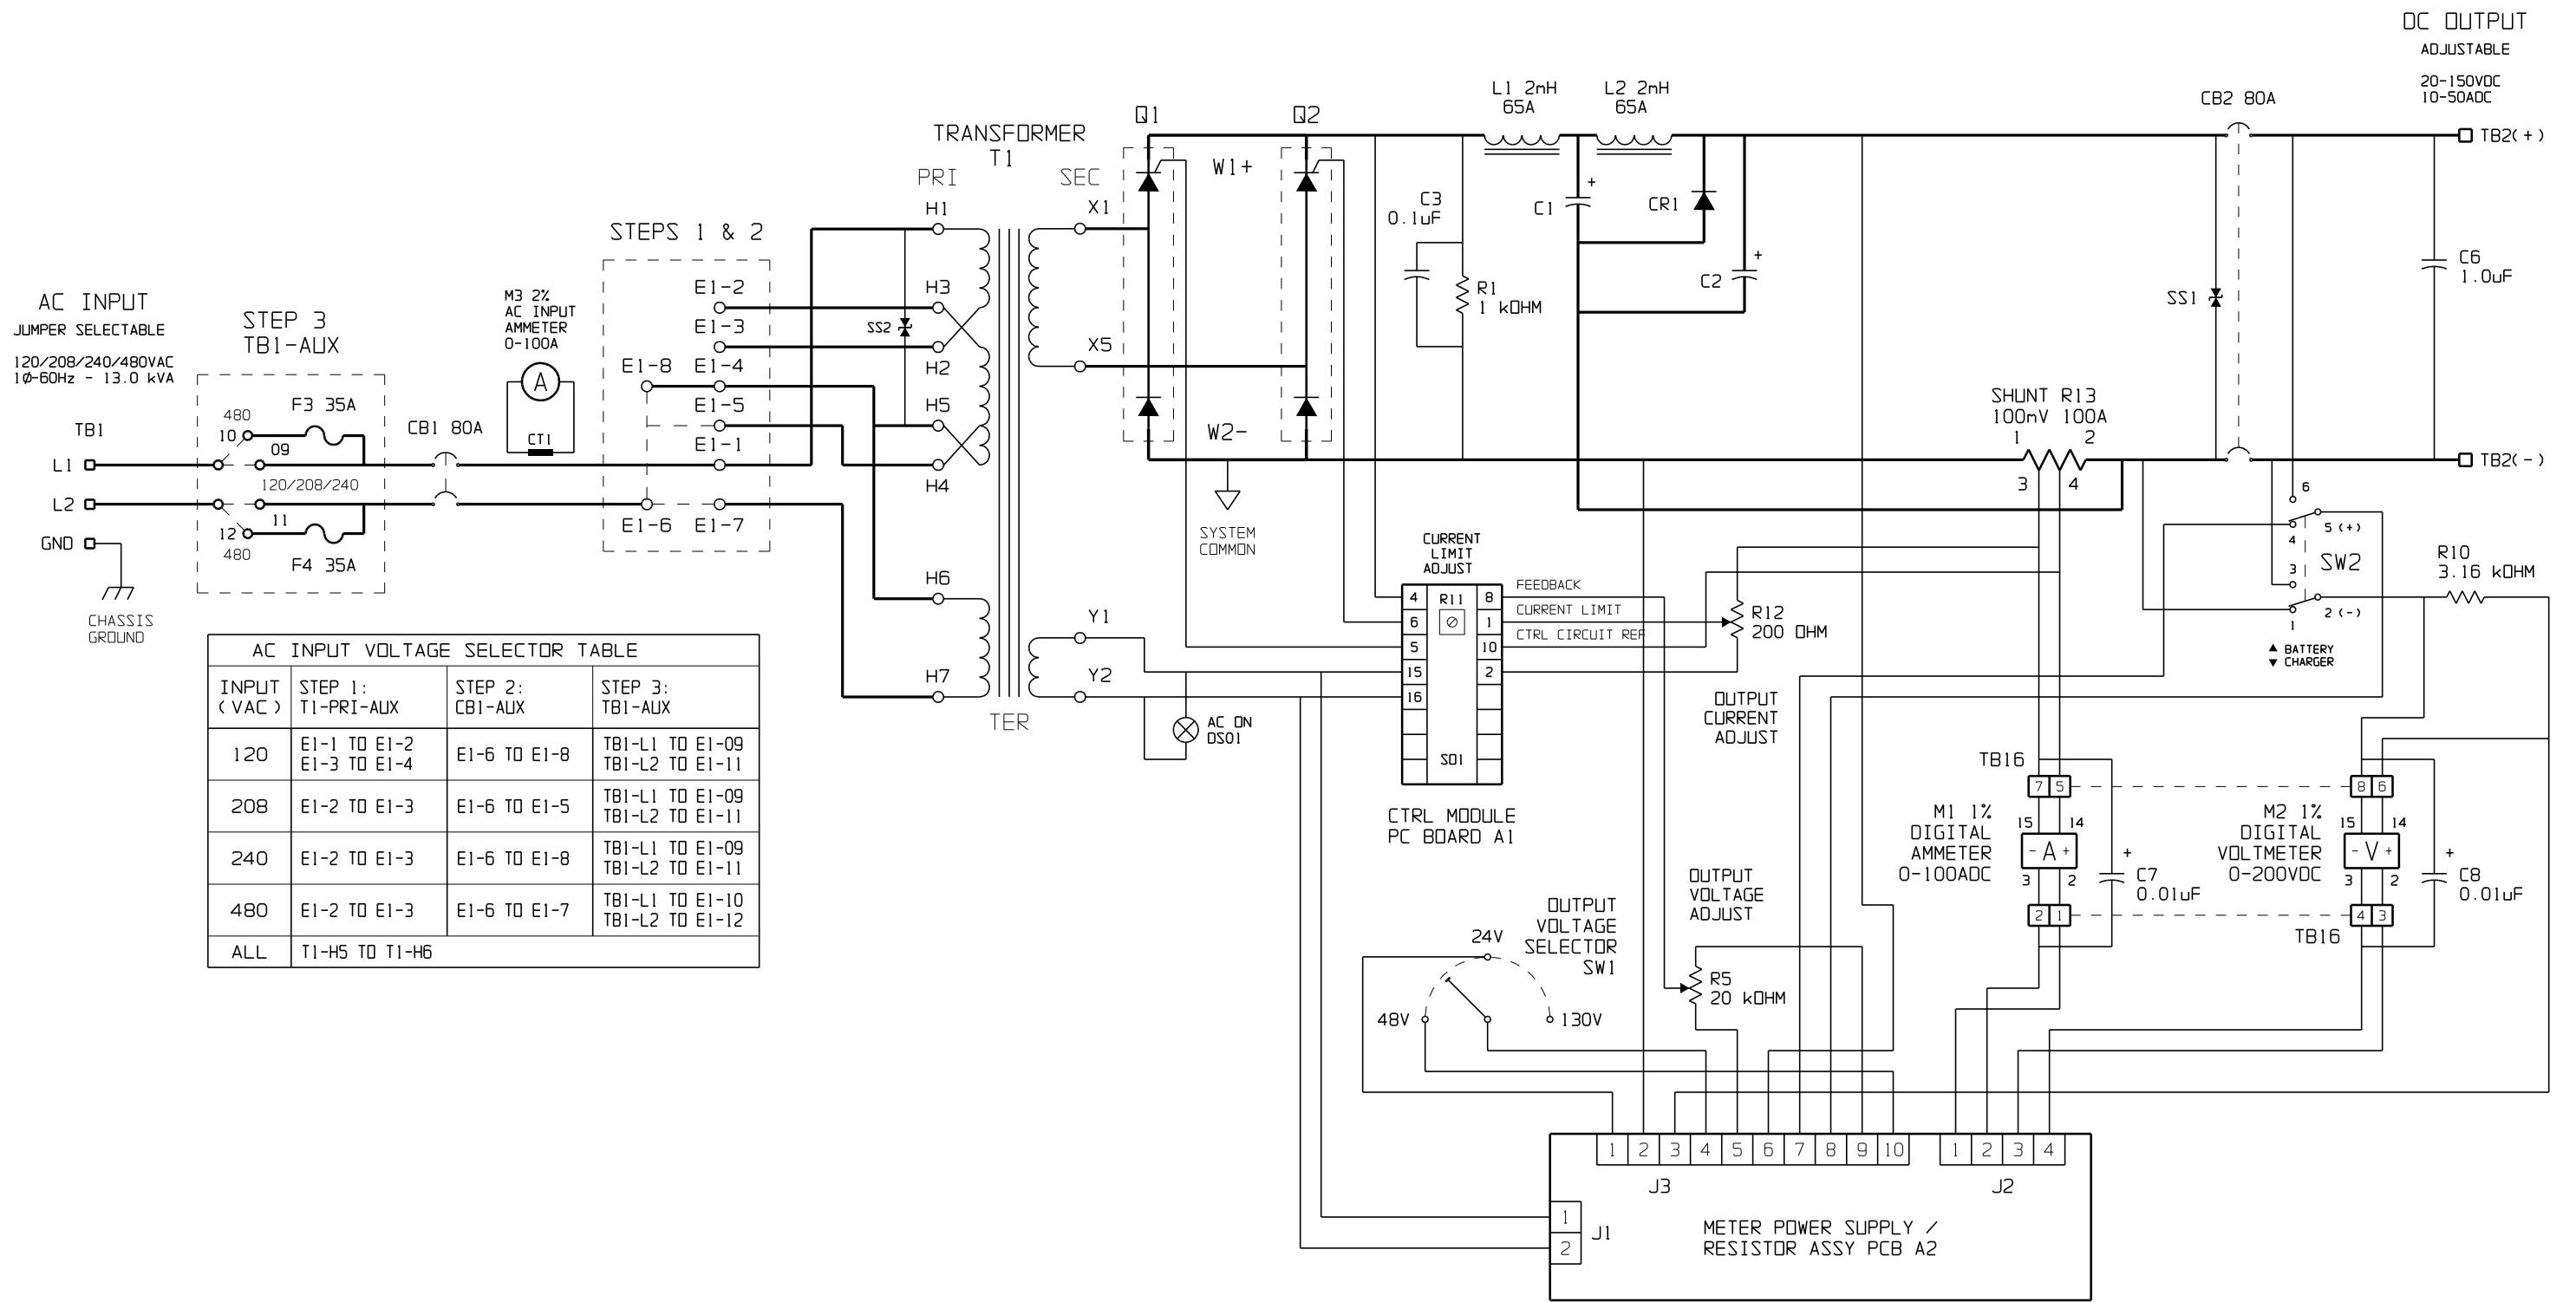 DC OUTPUT
ADJUSTABLE
20-150VDC
10-50ADC
CB2 80A
TB2(+)
L1 2mH
65A
L2 2mH
65A
Q1
Q2
W1+
W2-
TRANSFORMER
T1
PRI
SEC
H1
H3
H2
H5
H4
H6
H7
X1
X5
Y1
Y2
TER
SS2
C3
0.1uF
R1
1 kOHM
C1
+
CR1
C2
+
SS1
C6
1.0uF
SHUNT R13
100mV 100A
1
2
3
4
TB2(-)
SYSTEM
COMMON
AC INPUT
JUMPER SELECTABLE
120/208/240/480VAC
1Ø-60Hz - 13.0 kVA
TB1
L1
L2
GND
CHASSIS
GROUND
STEP 3
TB1-AUX
480
10
F3 35A
09
120/208/240
11
12
480
F4 35A
CB1 80A
M3 2%
AC INPUT
AMMETER
0-100A
A
CT1
STEPS 1 & 2
E1-2
E1-3
E1-8 E1-4
E1-5
E1-1
E1-6 E1-7
AC INPUT VOLTAGE SELECTOR TABLE
INPUT
(VAC)
STEP 1:
T1-PRI-AUX
STEP 2:
CB1-AUX
STEP 3:
TB1-AUX
120
E1-1 TO E1-2
E1-3 TO E1-4
E1-6 TO E1-8
TB1-L1 TO E1-09
TB1-L2 TO E1-11
208
E1-2 TO E1-3
E1-6 TO E1-5
TB1-L1 TO E1-09
TB1-L2 TO E1-11
240
E1-2 TO E1-3
E1-6 TO E1-8
TB1-L1 TO E1-09
TB1-L2 TO E1-11
480
E1-2 TO E1-3
E1-6 TO E1-7
TB1-L1 TO E1-10
TB1-L2 TO E1-12
ALL
T1-H5 TO T1-H6
AC ON
DS01
CURRENT
LIMIT
ADJUST
4
R11
8
6
1
5
10
15
2
16
S01
FEEDBACK
CURRENT LIMIT
CTRL CIRCUIT REF
CTRL MODULE
PC BOARD A1
R12
200 OHM
OUTPUT
CURRENT
ADJUST
6
5 (+)
4
3
SW2
2 (-)
1
▲ BATTERY
▼ CHARGER
R10
3.16 kOHM
TB16
7 5
15
14
M1 1%
DIGITAL
AMMETER
0-100ADC
- A +
3
2
2 1
+
C7
0.01uF
8 6
15
14
M2 1%
DIGITAL
VOLTMETER
0-200VDC
- V +
3
2
4 3
TB16
+
C8
0.01uF
OUTPUT
VOLTAGE
SELECTOR
SW1
24V
48V
130V
OUTPUT
VOLTAGE
ADJUST
R5
20 kOHM
1 2 3 4 5 6 7 8 9 10
J3
1 2 3 4
J2
1
2
J1
METER POWER SUPPLY /
RESISTOR ASSY PCB A2